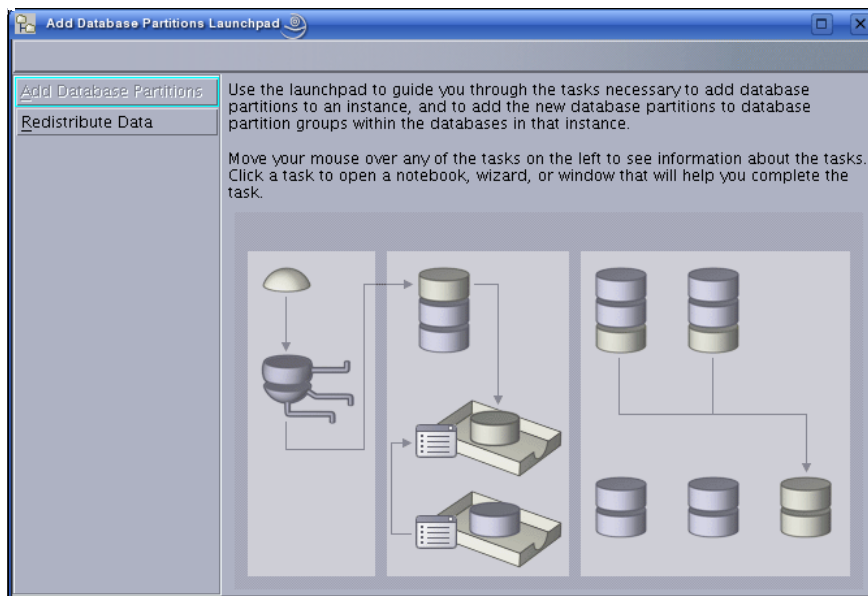 Add Database Partitions Launchpad
Add Database Partitions
Redistribute Data
Use the launchpad to guide you through the tasks necessary to add database
partitions to an instance, and to add the new database partitions to database
partition groups within the databases in that instance.
Move your mouse over any of the tasks on the left to see information about the tasks.
Click a task to open a notebook, wizard, or window that will help you complete the
task.